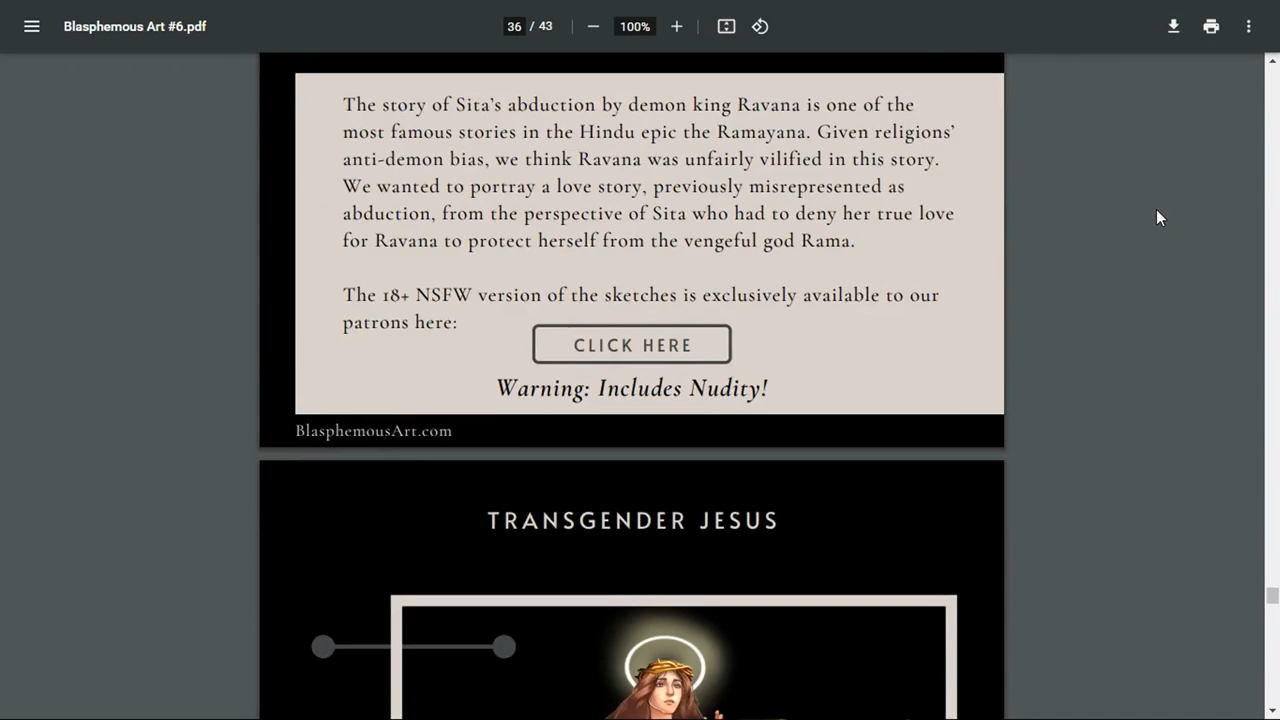 Blasphemous Art #6.pdf
36 / 43
100%
The story of Sita's abduction by demon king Ravana is one of the
most famous stories in the Hindu epic the Ramayana. Given religions'
anti-demon bias, we think Ravana was unfairly vilified in this story.
We wanted to portray a love story, previously misrepresented as
abduction, from the perspective of Sita who had to deny her true love
for Ravana to protect herself from the vengeful god Rama.
The 18+ NSFW version of the sketches is exclusively available to our
patrons here:
CLICK HERE
Warning: Includes Nudity!
BlasphemousArt.com
TRANSGENDER JESUS